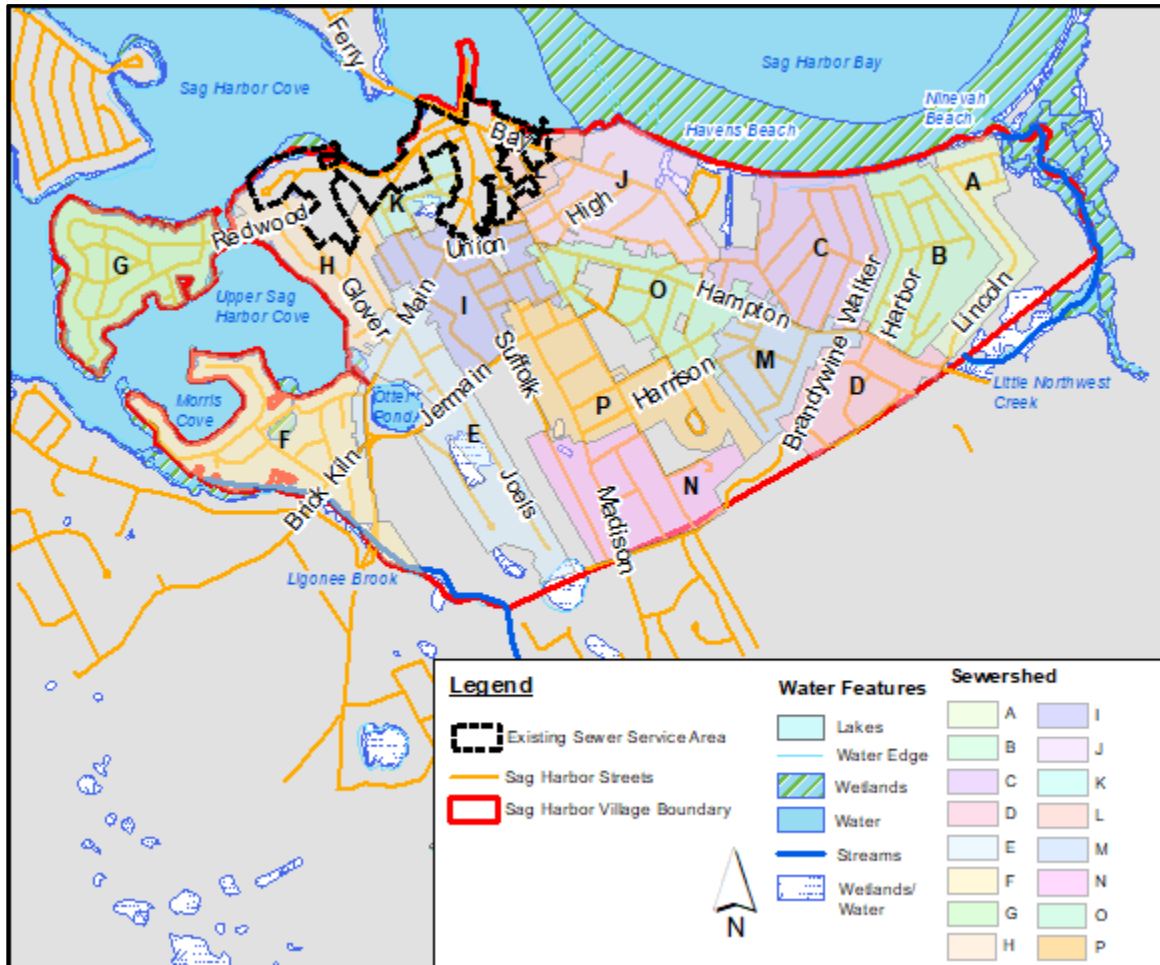 Ferry
Sag Harbor Cove
Sag Harbor Bay
Ninevah
Beach
Bay
Havens Beach
L
A
J
K
High
Redwood
Union
C
B
G
H
Glover
Main
I
O
Hampton
Walker
Harbor
Lincoln
Upper Sag
Harbor Cove
Suffolk
M
Brandywine
Jermain
Harrison
D
Morris
Cove
Otter
Pond
P
Little Northwest
Creek
F
E
Brick Kiln
Joels
Madison
N
Ligonee Brook
Legend
Existing Sewer Service Area
Sag Harbor Streets
Sag Harbor Village Boundary
Water Features
Lakes
Water Edge
Wetlands
Water
Streams
Wetlands/
Water
N
Sewershed
A
B
C
D
E
F
G
H
I
J
K
L
M
N
O
P